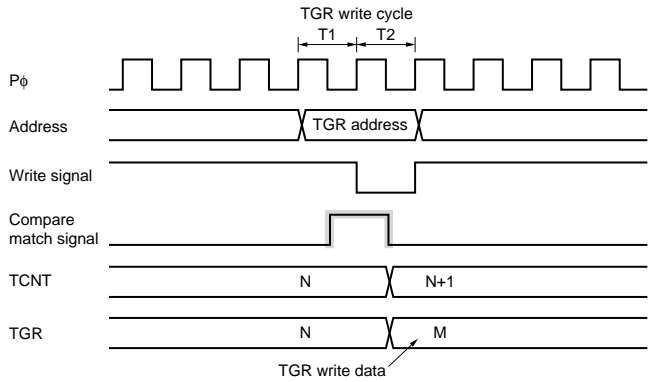 TGR write cycle
T1 T2
Pϕ
Address
TGR address
Write signal
Compare
match signal
TCNT
N
N+1
TGR
N
M
TGR write data